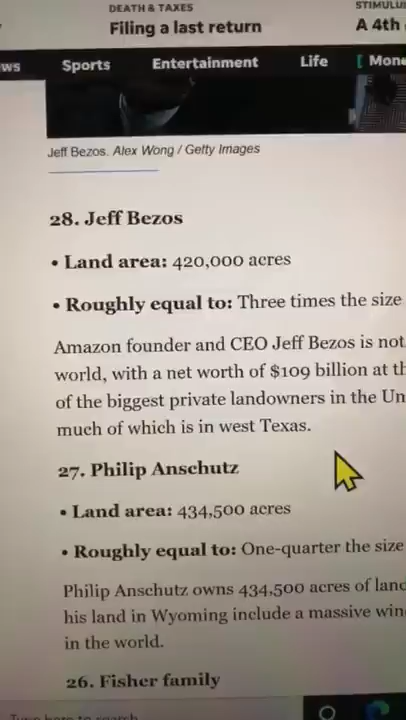 DEATH & TAXES
Filing a last return
A 4th
Sports Entertainment Life Mone
Jeff Bezos. Alex Wong / Getty Images
28. Jeff Bezos
• Land area: 420,000 acres
• Roughly equal to: Three times the size
Amazon founder and CEO Jeff Bezos is not
world, with a net worth of $109 billion at th
of the biggest private landowners in the Un
much of which is in west Texas.
27. Philip Anschutz
• Land area: 434,500 acres
• Roughly equal to: One-quarter the size
Philip Anschutz owns 434,500 acres of land
his land in Wyoming include a massive win
in the world.
26. Fisher family